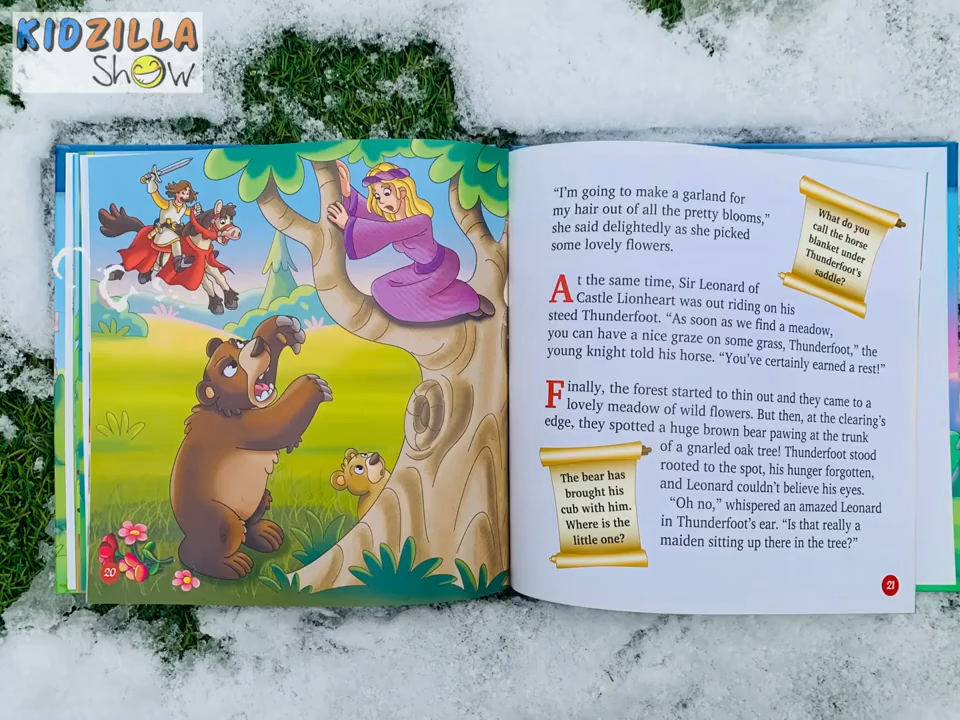 KIDZILLA
Show
"I'm going to make a garland for
my hair out of all the pretty blooms,"
she said delightedly as she picked
some lovely flowers.
What do you
call the horse
blanket under
Thunderfoot's
saddle?
At the same time, Sir Leonard of
Castle Lionheart was out riding on his
steed Thunderfoot. "As soon as we find a meadow,
you can have a nice graze on some grass, Thunderfoot," the
young knight told his horse. "You've certainly earned a rest!"
Finally, the forest started to thin out and they came to a
lovely meadow of wild flowers. But then, at the clearing's
edge, they spotted a huge brown bear pawing at the trunk
of a gnarled oak tree! Thunderfoot stood
rooted to the spot, his hunger forgotten,
and Leonard couldn't believe his eyes.
"Oh no," whispered an amazed Leonard
in Thunderfoot's ear. "Is that really a
maiden sitting up there in the tree?"
The bear has
brought his
cub with him.
Where is the
little one?
20
21